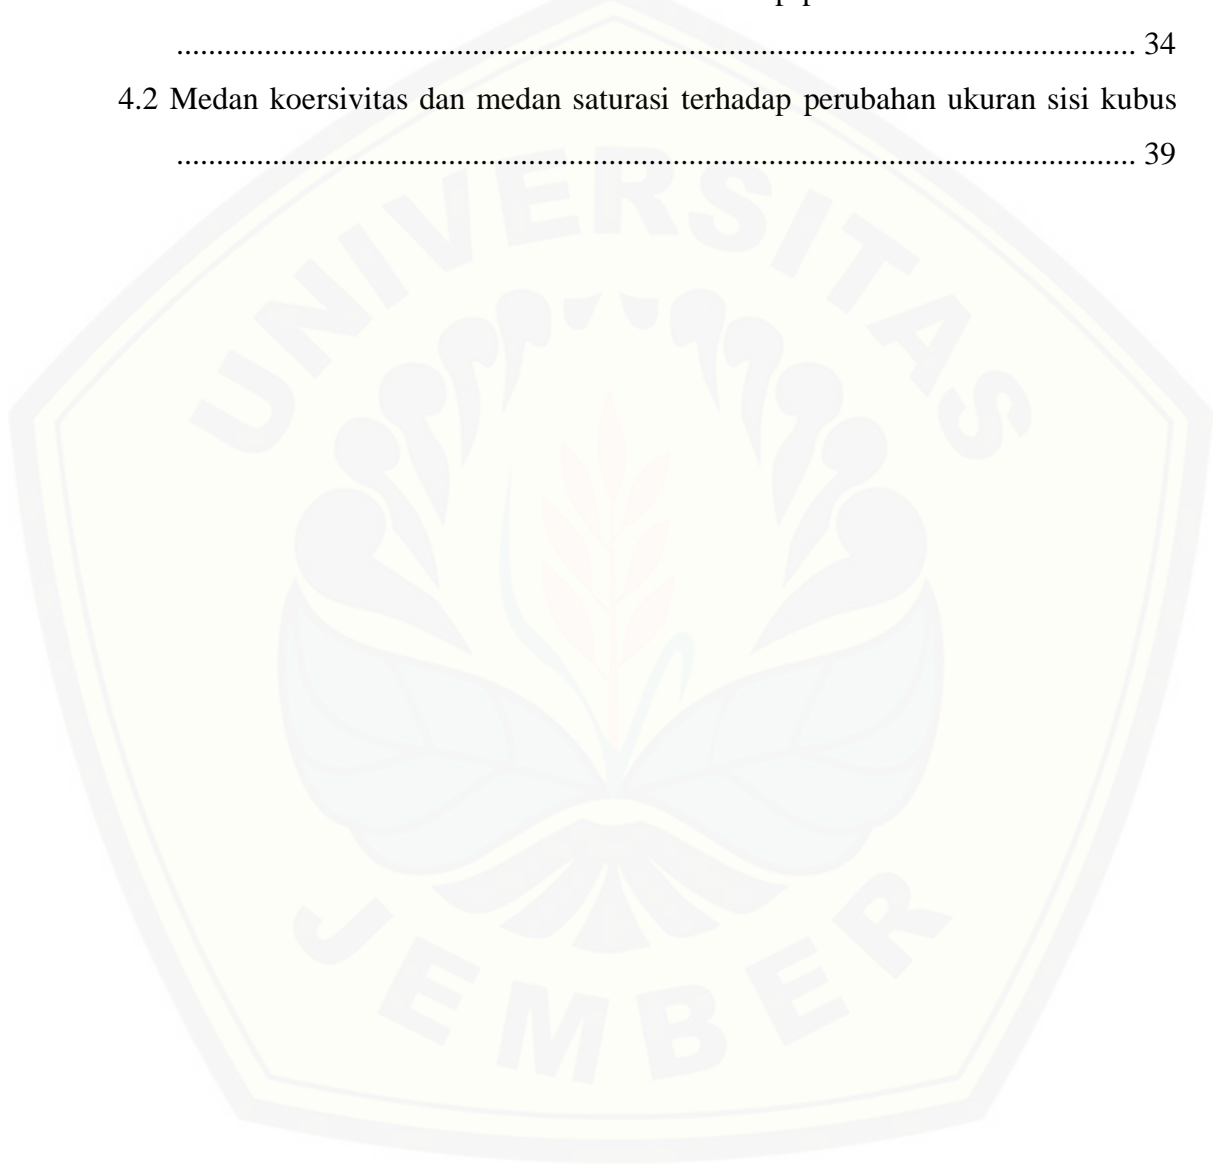 ........................................................................................................................ 34
4.2 Medan koersivitas dan medan saturasi terhadap perubahan ukuran sisi kubus
........................................................................................................................ 39
UNIVERSITAS
JEMBER